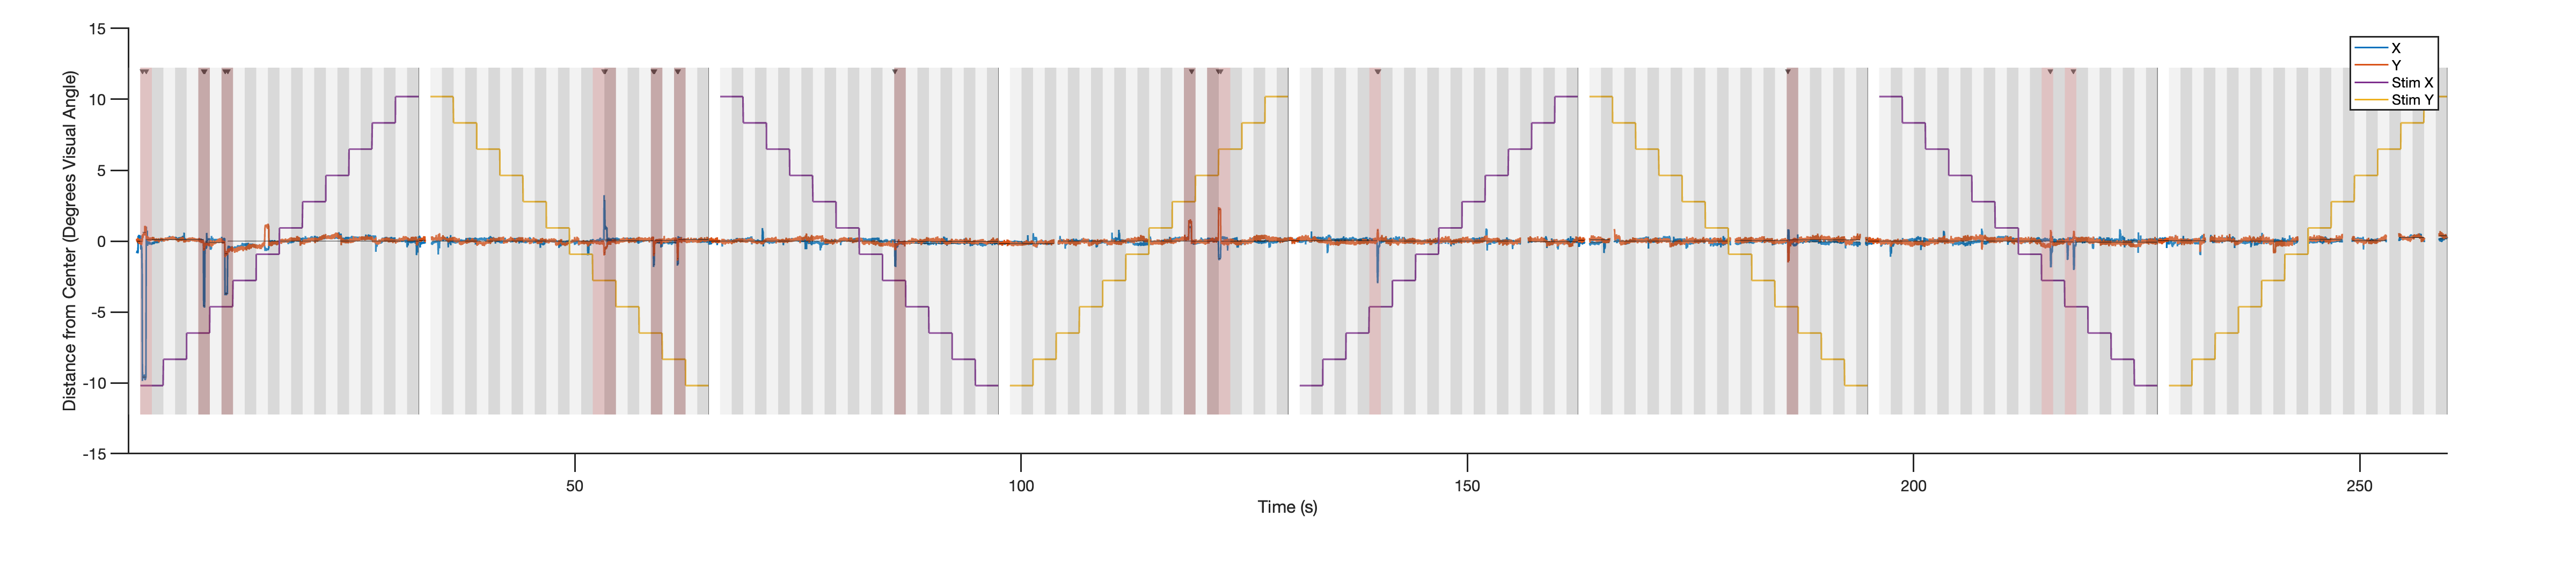 15
10
5
0
-5
-10
-15
Distance from Center (Degrees Visual Angle)
X
Y
Stim X
Stim Y
50
100
150
200
250
Time (s)